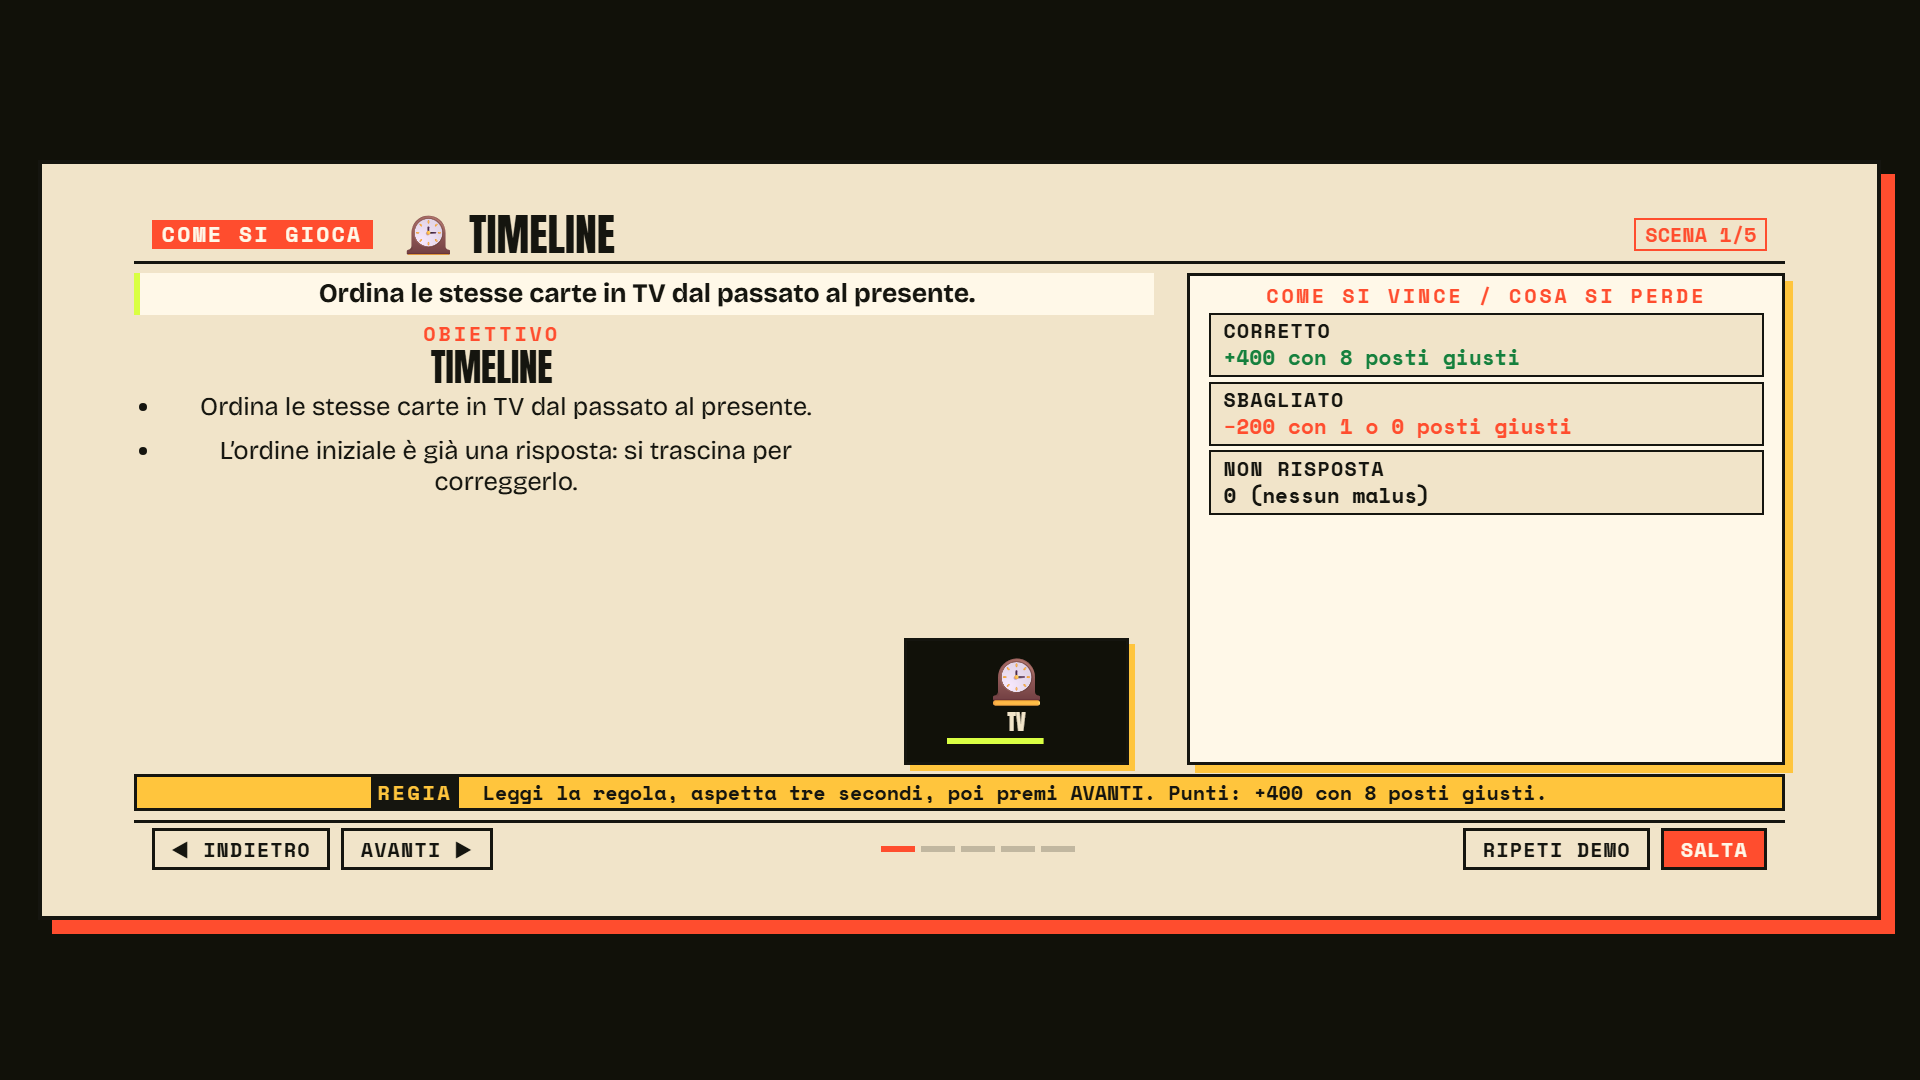 COME SI GIOCA
TIMELINE
SCENA 1/5
Ordina le stesse carte in TV dal passato al presente.
OBIETTIVO
TIMELINE
• Ordina le stesse carte in TV dal passato al presente.
• L'ordine iniziale è già una risposta: si trascina per
correggerlo.
TV
COME SI VINCE / COSA SI PERDE
CORRETTO
+400 con 8 posti giusti
SBAGLIATO
−200 con 1 o 0 posti giusti
NON RISPOSTA
0 (nessun malus)
REGIA Leggi la regola, aspetta tre secondi, poi premi AVANTI. Punti: +400 con 8 posti giusti.
◀ INDIETRO
AVANTI ▶
RIPETI DEMO
SALTA